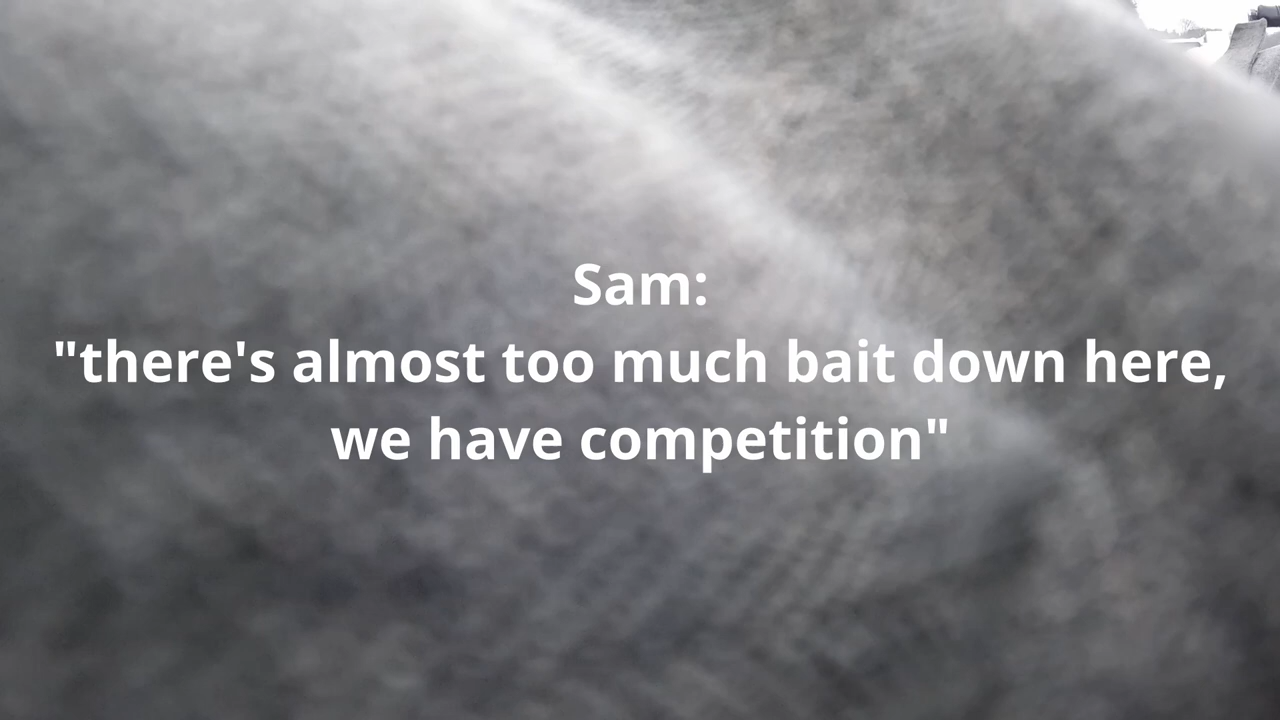 Sam:
"there's almost too much bait down here,
we have competition"